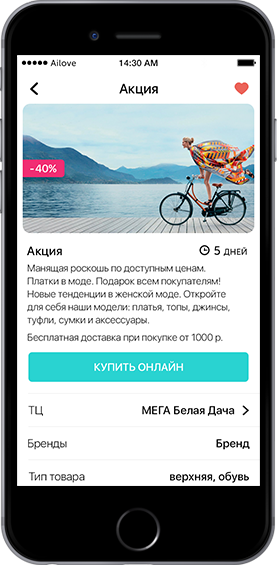 Ailove 14:30 AM
Акция
-40%
Акция 5 ДНЕЙ
Манящая роскошь по доступным ценам.
Платки в моде. Подарок всем покупателям!
Новые тенденции в женской моде. Откройте
для себя наши модели: платья, топы, джинсы,
туфли, сумки и аксессуары.
Бесплатная доставка при покупке от 1000 р.
КУПИТЬ ОНЛАЙН
ТЦ МЕГА Белая Дача
Бренды Бренд
Тип товара верхняя, обувь